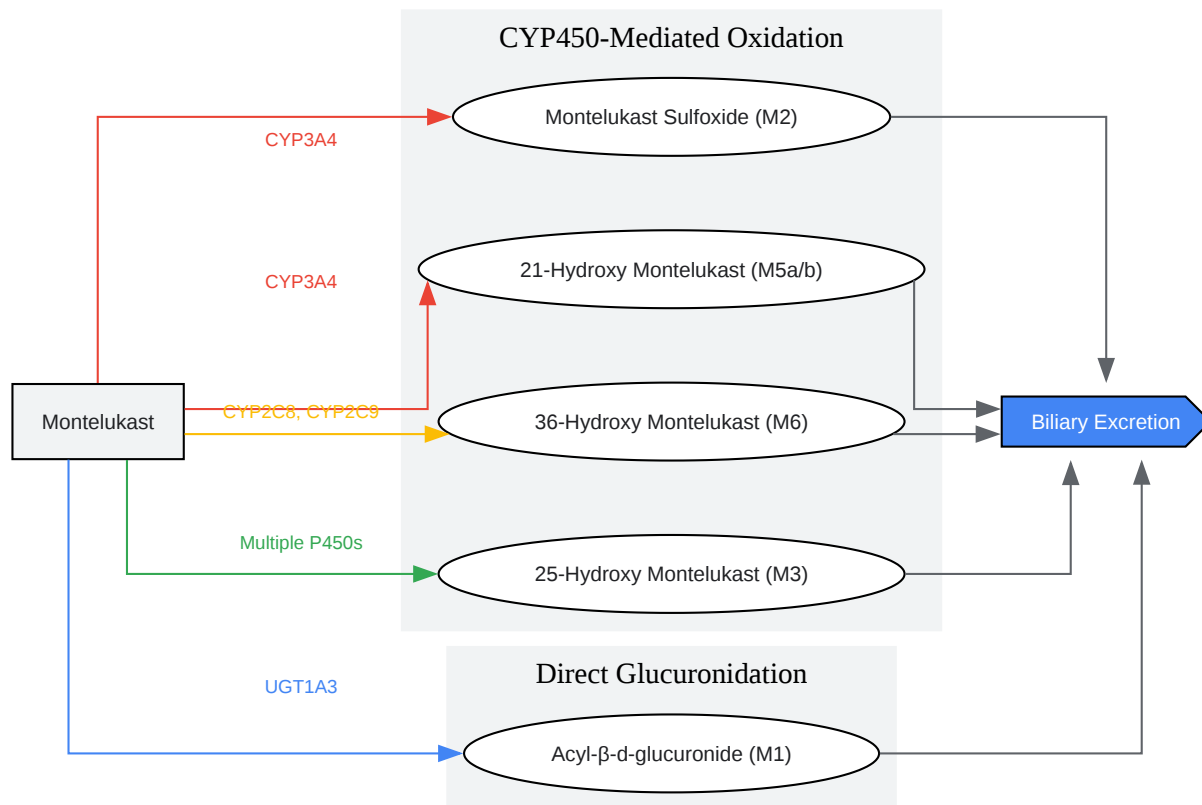 CYP450-Mediated Oxidation
Montelukast Sulfoxide (M2)
CYP3A4
21-Hydroxy Montelukast (M5a/b)
CYP3A4
CYP2C8, CYP2C9
Montelukast
36-Hydroxy Montelukast (M6)
Biliary Excretion
Multiple P450s
25-Hydroxy Montelukast (M3)
Direct Glucuronidation
UGT1A3
Acyl-β-d-glucuronide (M1)